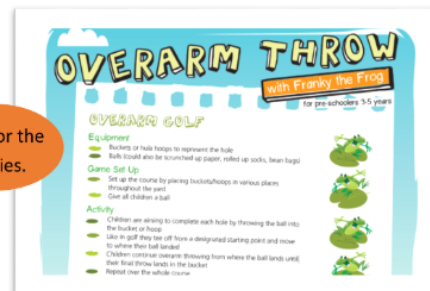 OVERARM THROW
with Franky the Frog
for pre-schoolers 3-5 years
or the
ies.
OVERARM GOLF
Equipment
Buckets or hula hoops to represent the hole
Balls (could also be scrunched up paper, rolled up socks, bean bags)
Game Set Up
Set up the course by placing buckets/hoops in various places
throughout the yard
Give all children a ball
Activity
Children are aiming to complete each hole by throwing the ball into
the bucket or hoop
Like in golf they tee off from a designated starting point and move
to where their ball landed
Children continue overarm throwing from where the ball lands until
their final throw lands in the bucket
Repeat over the whole course